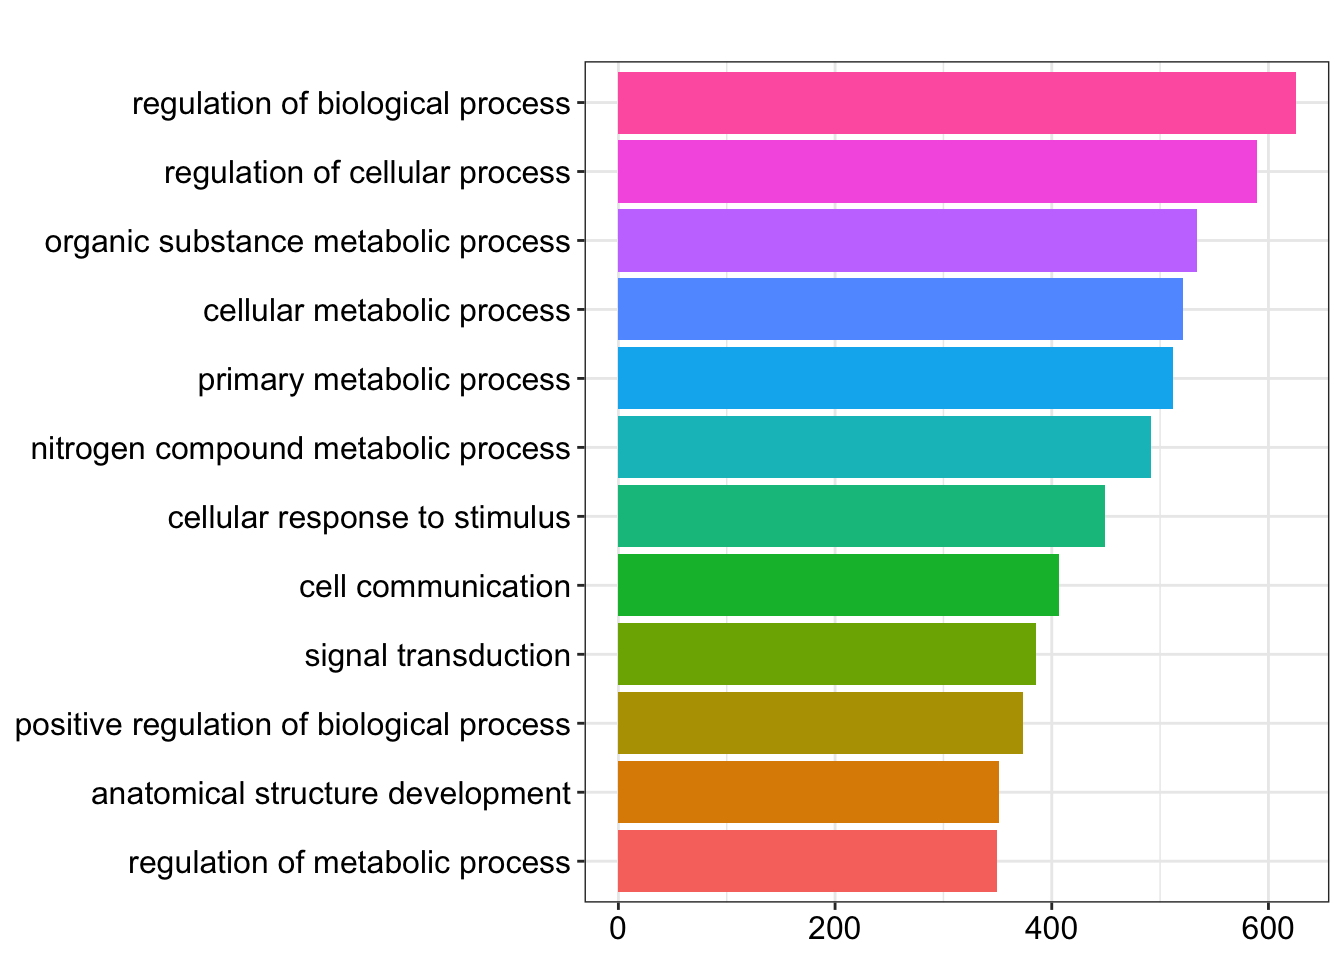 regulation of biological process
regulation of cellular process
organic substance metabolic process
cellular metabolic process
primary metabolic process
nitrogen compound metabolic process
cellular response to stimulus
cell communication
signal transduction
positive regulation of biological process
anatomical structure development
regulation of metabolic process
0 200 400 600